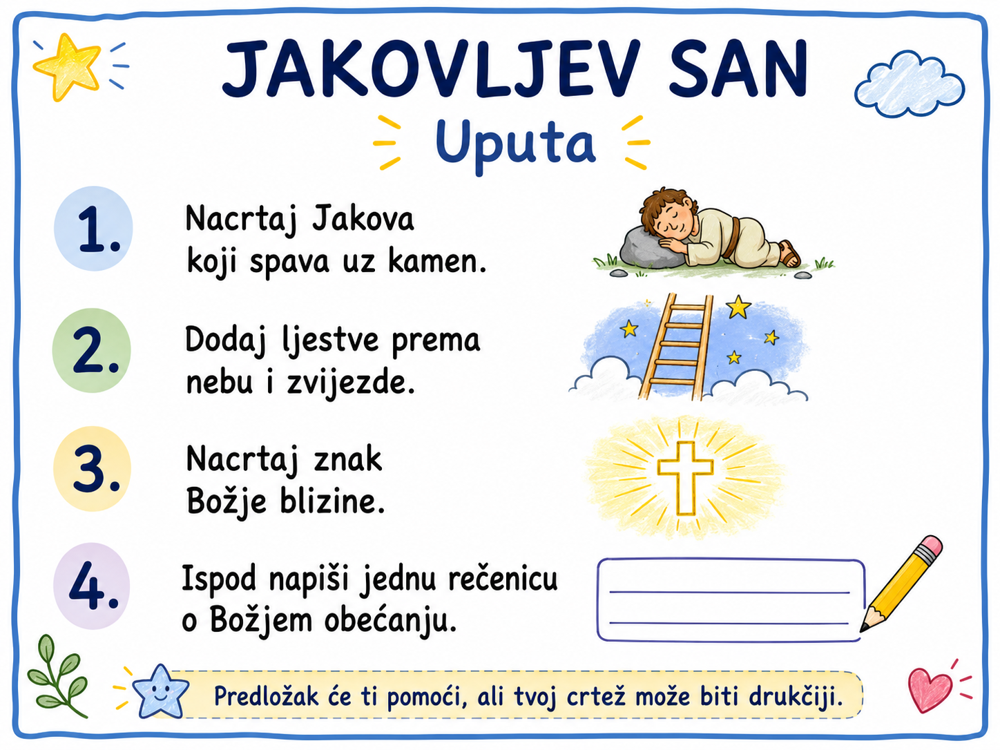 JAKOVLJEV SAN
Uputa
1.
Nacrtaj Jakova
koji spava uz kamen.
2.
Dodaj ljestve prema
nebu i zvijezde.
3.
Nacrtaj znak
Božje blizine.
4.
Ispod napiši jednu rečenicu
o Božjem obećanju.
Predložak će ti pomoći, ali tvoj crtež može biti drukčiji.